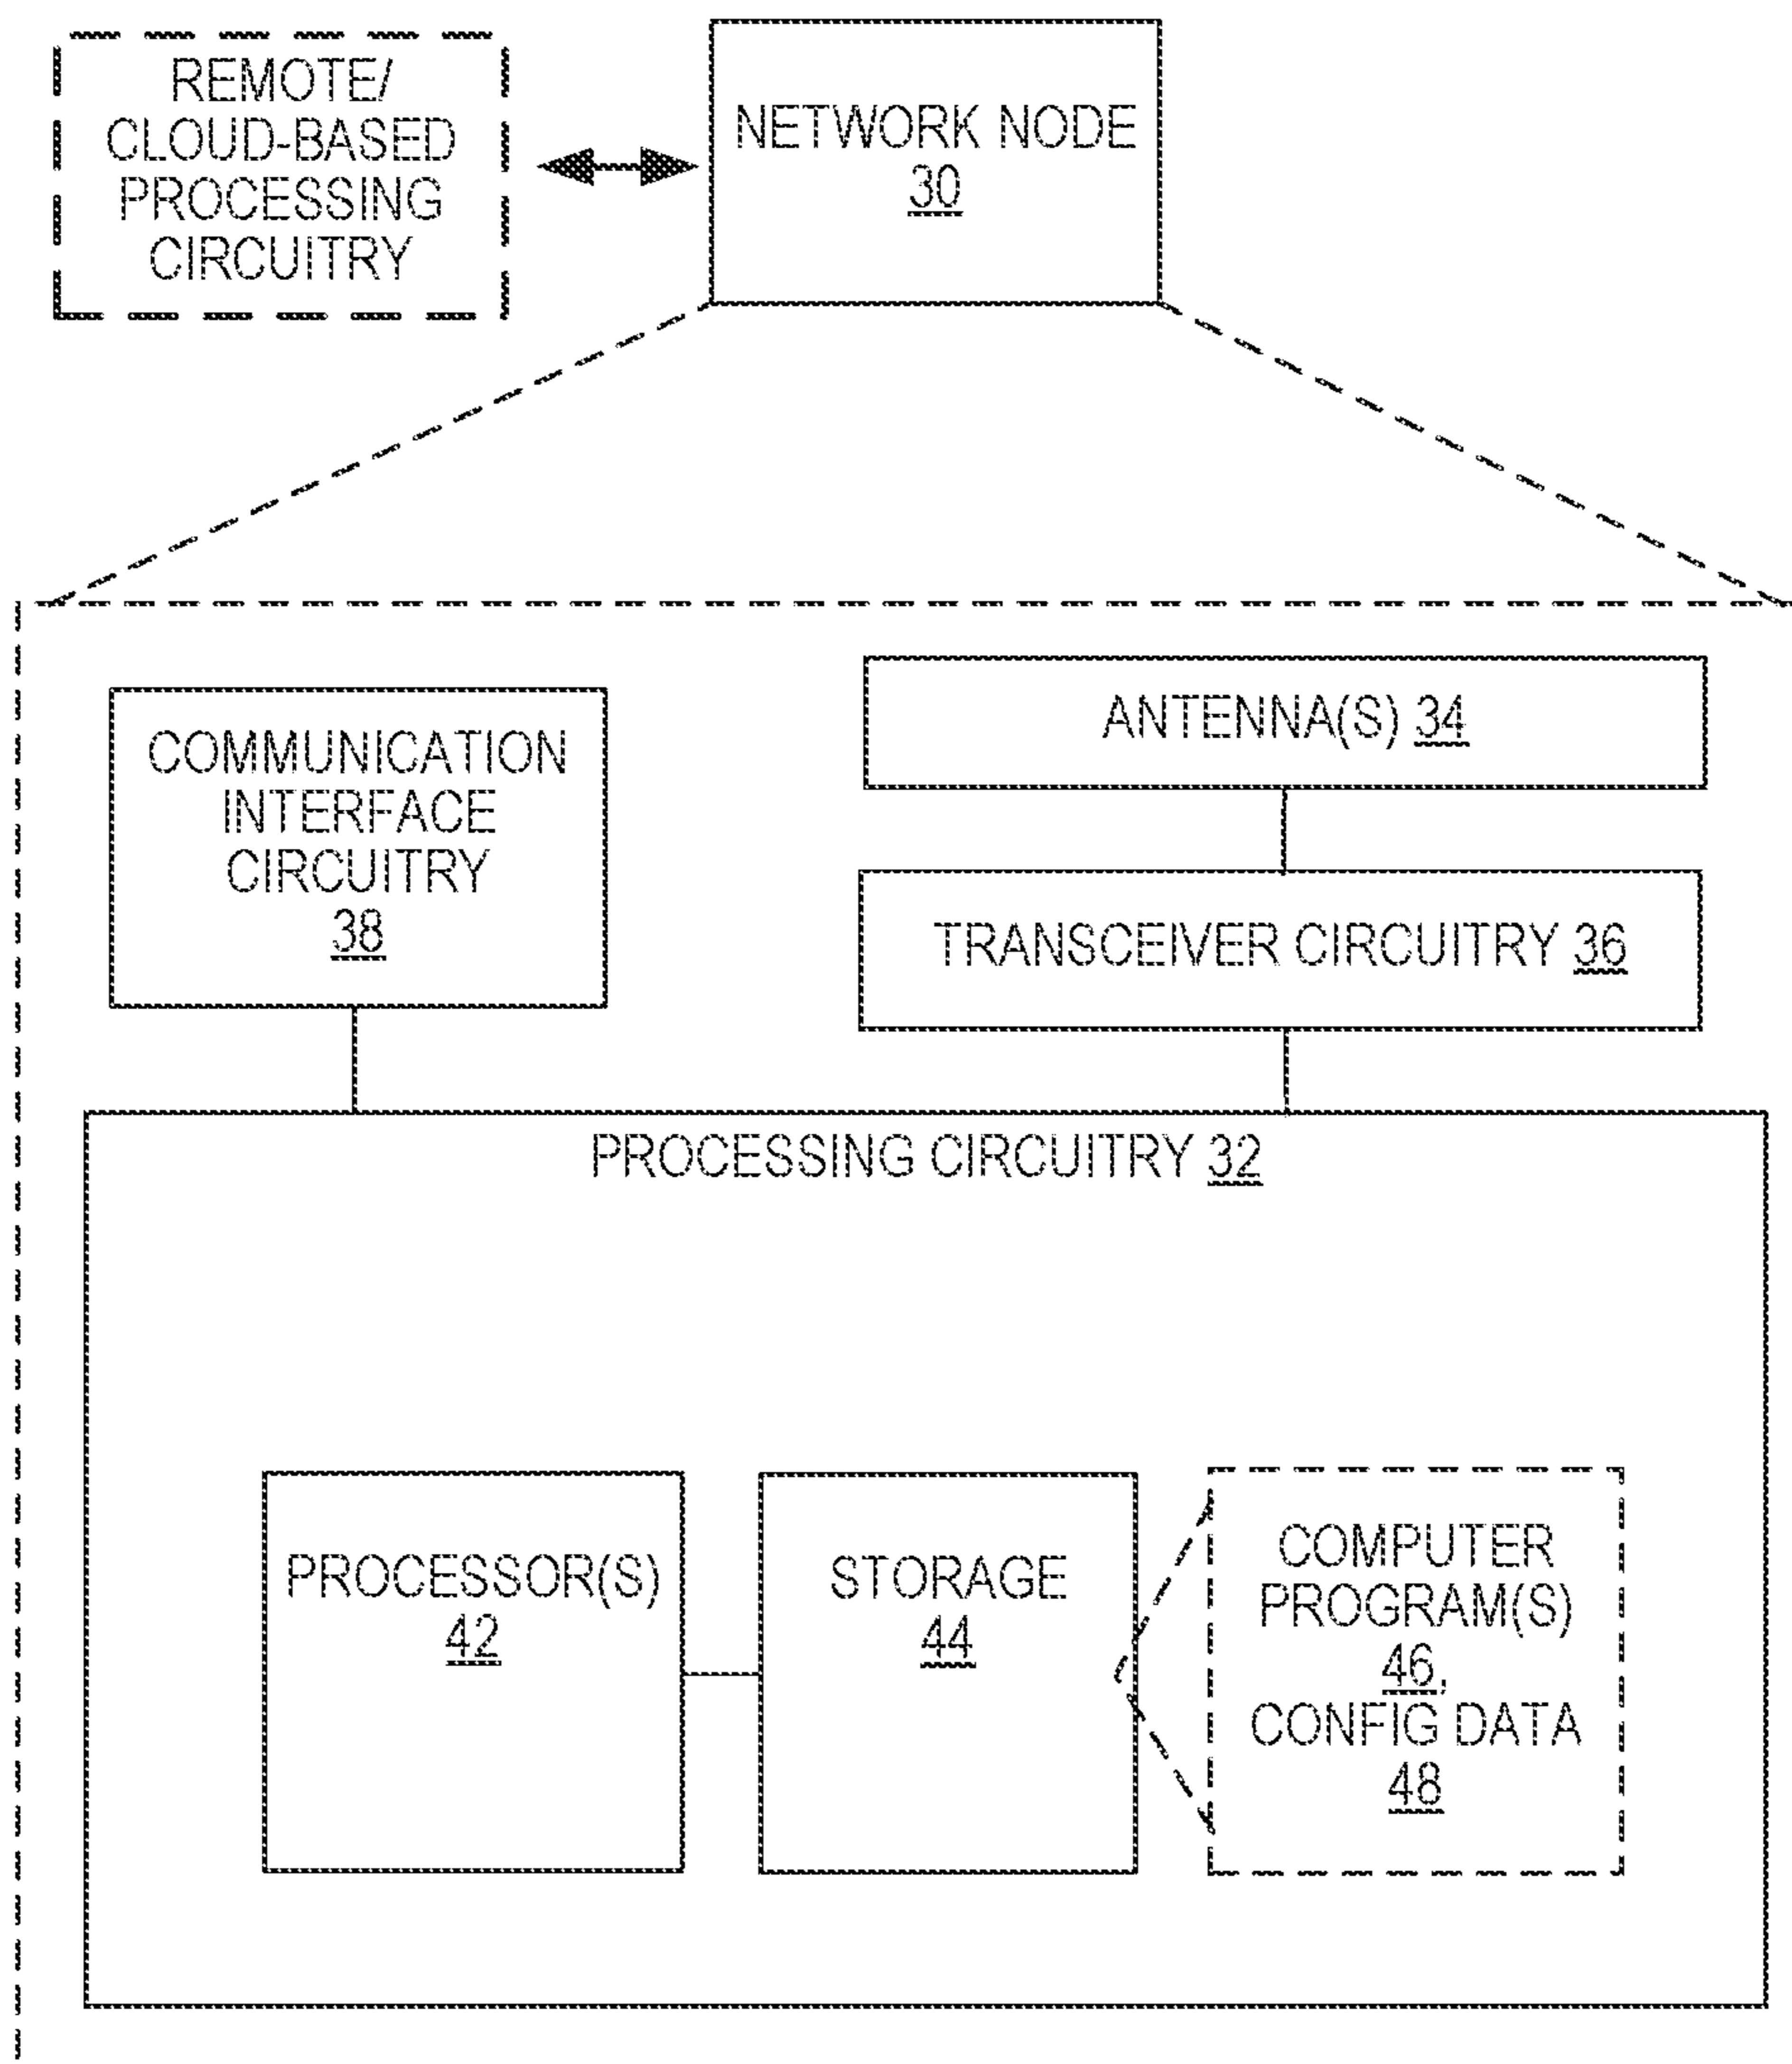 REMOTE/
CLOUD-BASED
PROCESSING
CIRCUITRY
NETWORK NODE
30
COMMUNICATION
INTERFACE
CIRCUITRY
38
ANTENNA(S) 34
TRANSCEIVER CIRCUITRY 36
PROCESSING CIRCUITRY 32
PROCESSOR(S)
42
STORAGE
44
COMPUTER
PROGRAM(S)
46,
CONFIG DATA
48